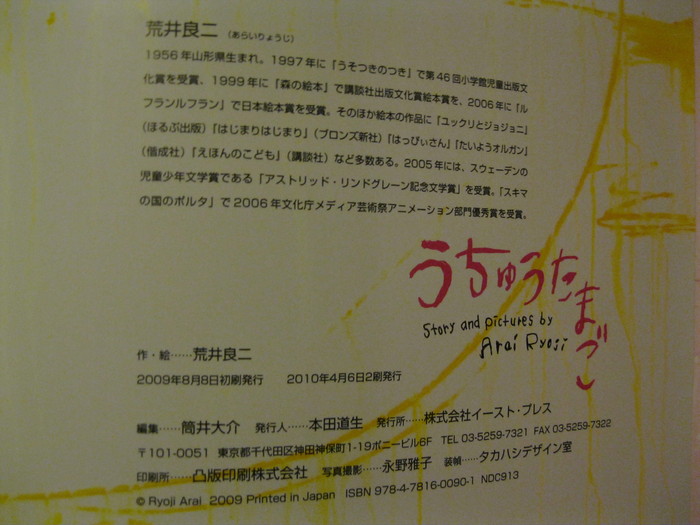 荒井良二 (あらいりょうじ)
1956年山形県生まれ。1997年に「うそつきのつき」で第46回小学館児童出版文
化賞を受賞、1999年に「森の絵本」で講談社出版文化賞絵本賞を、2006年に「ル
フランルフラン」で日本絵本賞を受賞。そのほか絵本の作品に「ユックリとジョジョニ」
(ほるぷ出版)「はじまりはじまり」(ブロンズ新社)「はっぴぃさん」「たいようオルガン」
(偕成社)「えほんのこども」(講談社)など多数ある。2005年には、スウェーデンの
児童少年文学賞である「アストリッド・リンドグレーン記念文学賞」を受賞。「スキマ
の国のポルタ」で2006年文化庁メディア芸術祭アニメーション部門優秀賞を受賞。
うちゅうたまご
Story and pictures by
Arai Ryoji
作・絵……荒井良二
2009年8月8日初刷発行 2010年4月6日2刷発行
編集……筒井大介 発行人……本田道生 発行所……株式会社イースト・プレス
〒101-0051 東京都千代田区神田神保町1-19ポニービル6F TEL 03-5259-7321 FAX 03-5259-7322
印刷所……凸版印刷株式会社 写真撮影……永野雅子 装幀……タカハシデザイン室
© Ryoji Arai 2009 Printed in Japan ISBN 978-4-7816-0090-1 NDC913